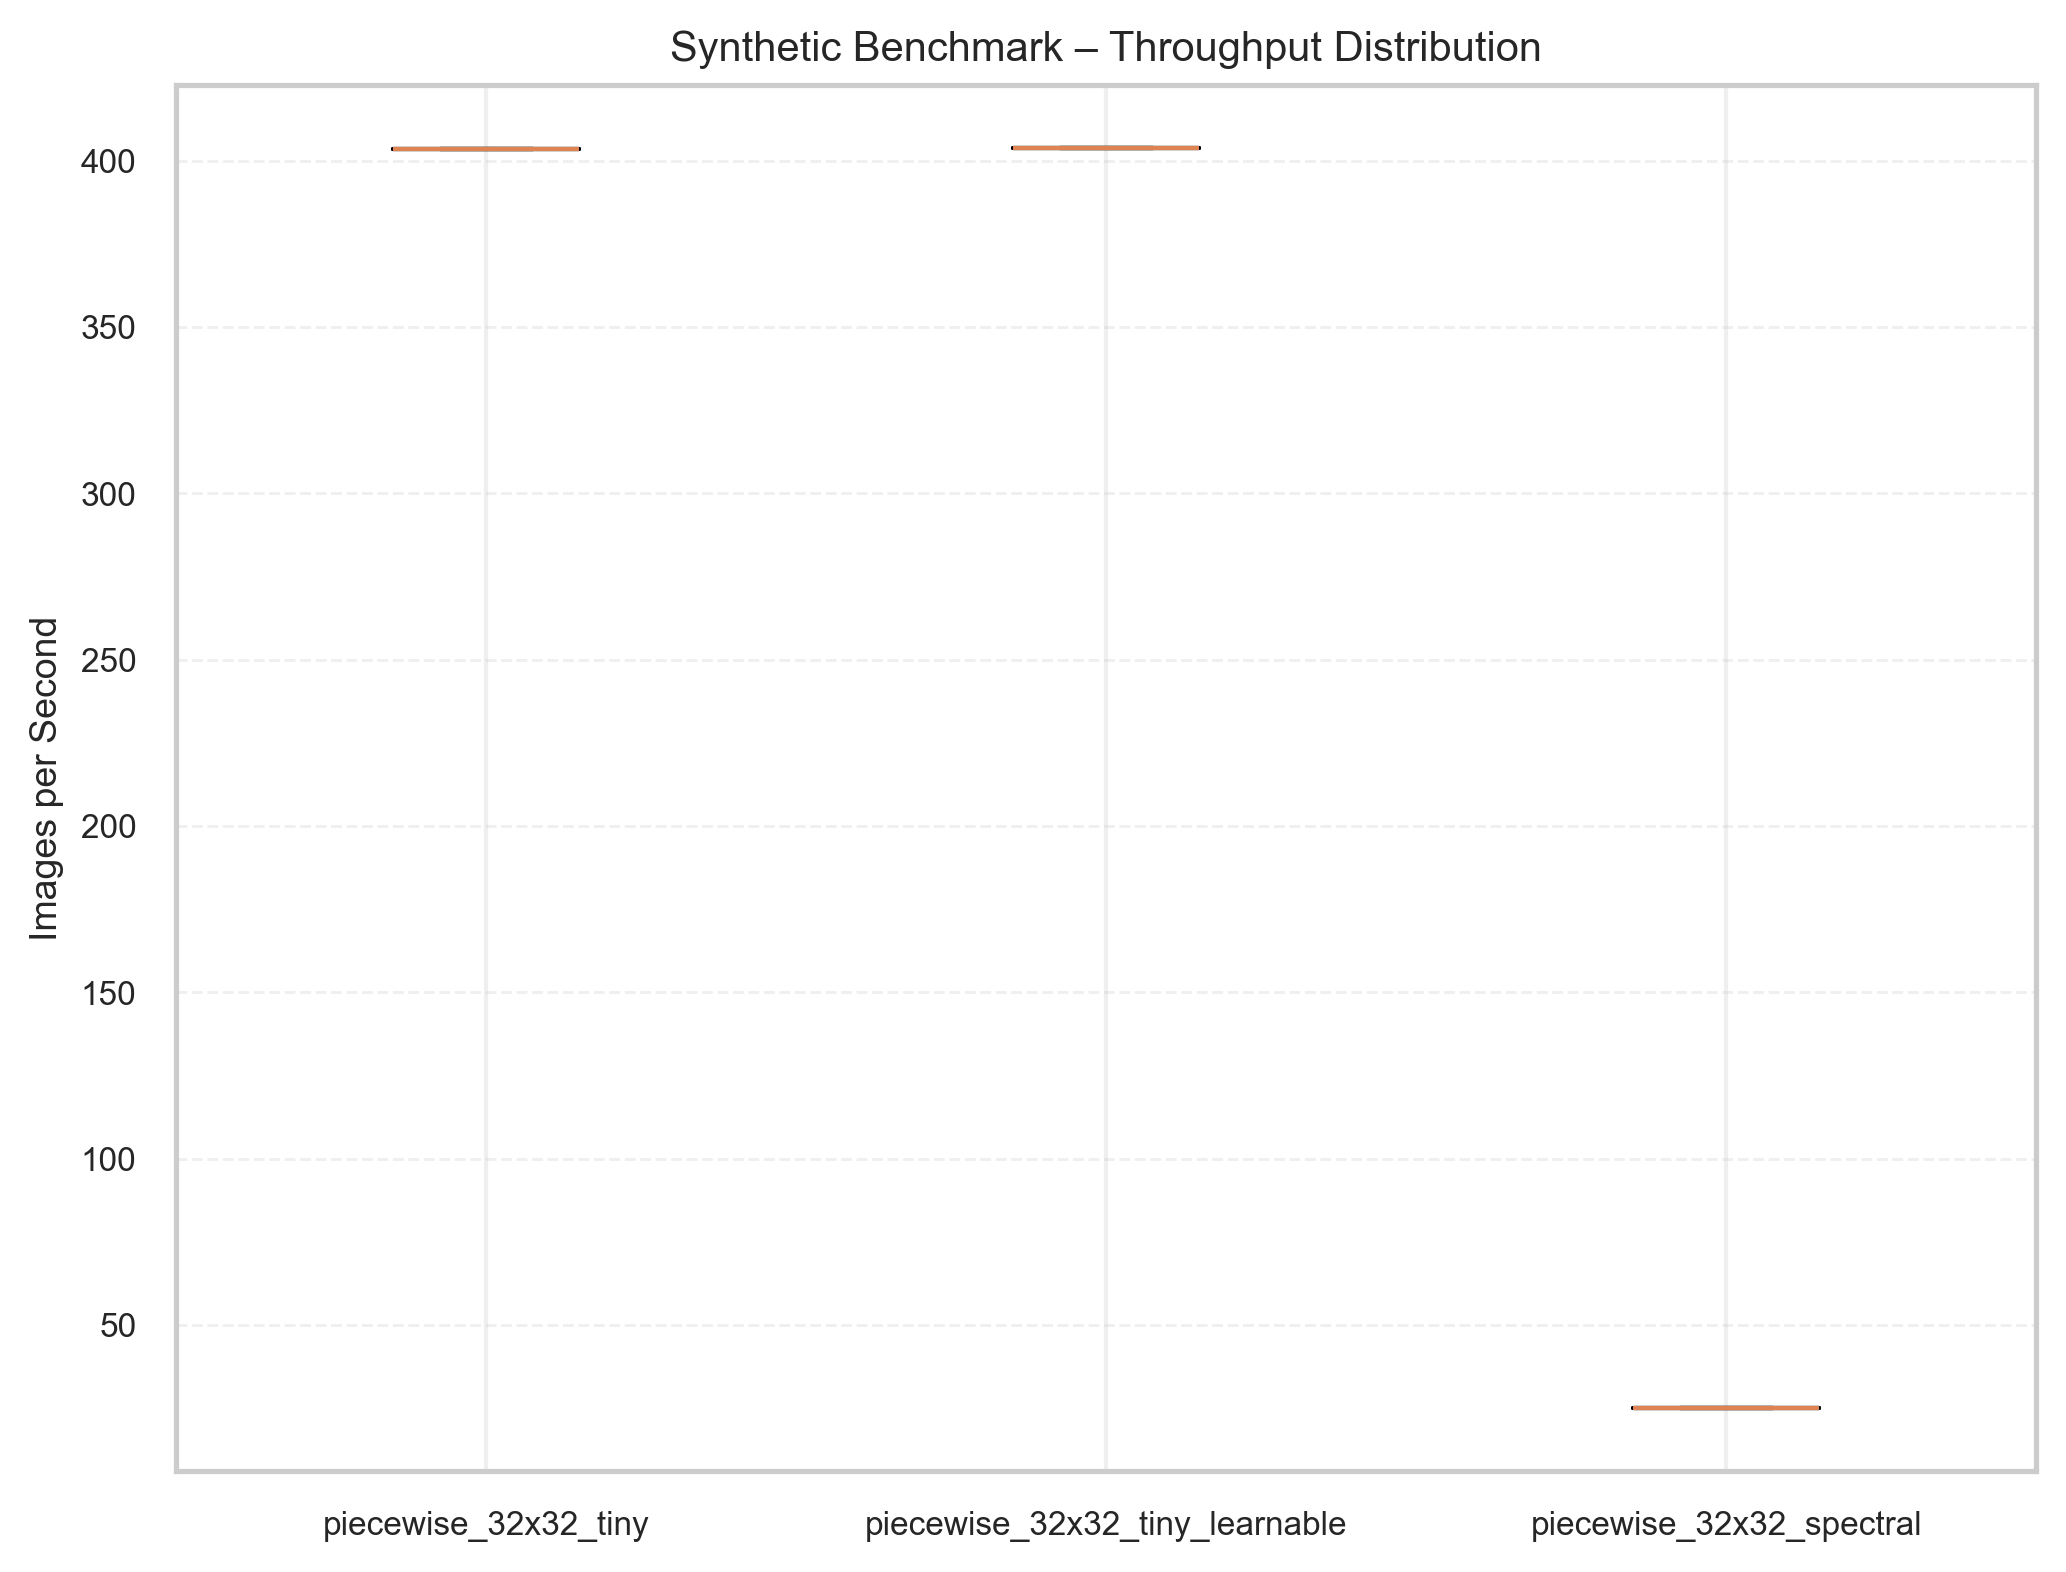 Synthetic Benchmark – Throughput Distribution
Images per Second
400
350
300
250
200
150
100
50
piecewise_32x32_tiny
piecewise_32x32_tiny_learnable
piecewise_32x32_spectral